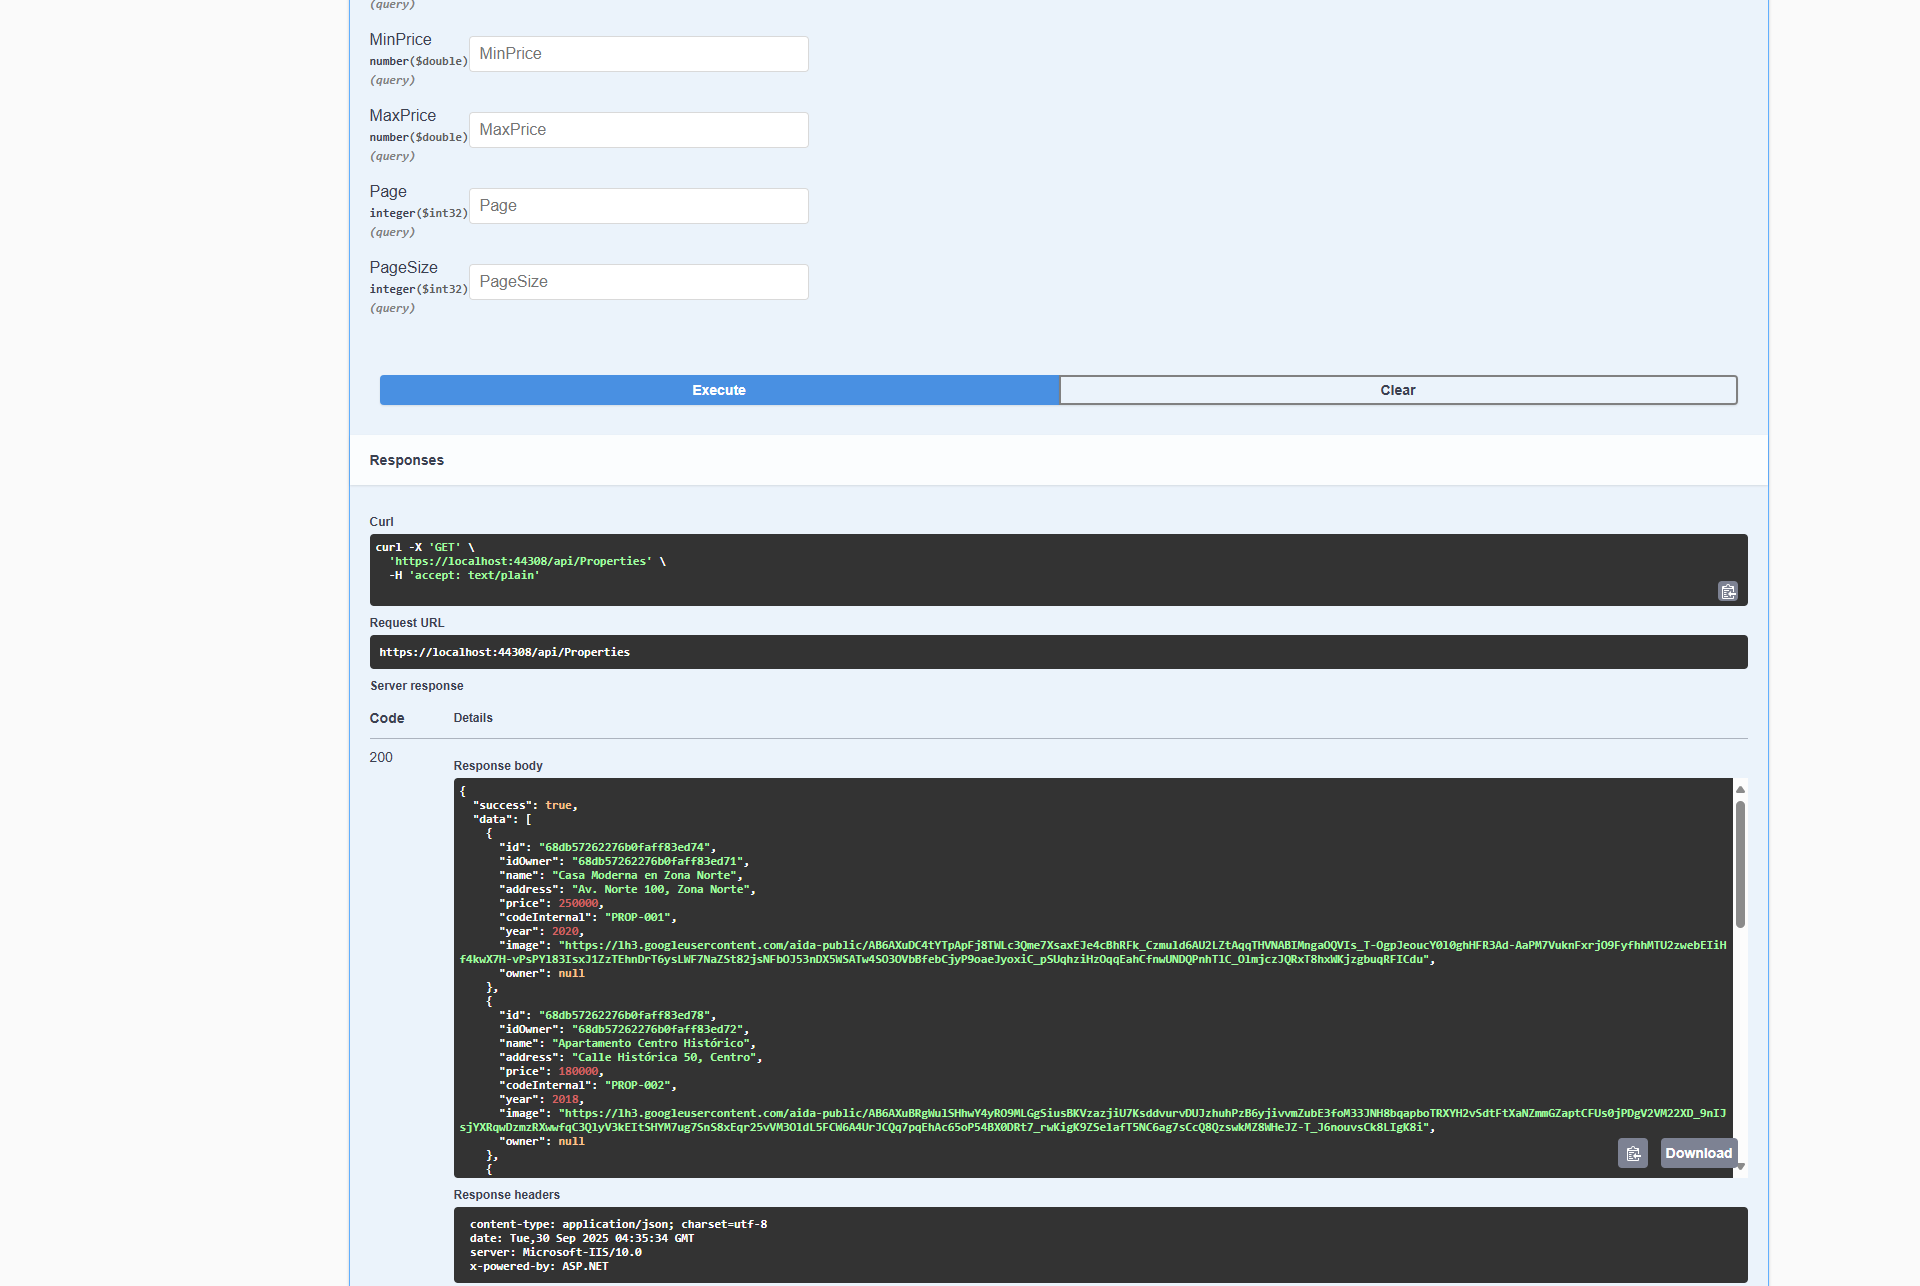 (query)
MinPrice
number($double)
(query)
MinPrice
MaxPrice
number($double)
(query)
MaxPrice
Page
integer($int32)
(query)
Page
PageSize
integer($int32)
(query)
PageSize
Execute
Clear
Responses
Curl
curl -X 'GET' \
'https://localhost:44308/api/Properties' \
-H 'accept: text/plain'
Request URL
https://localhost:44308/api/Properties
Server response
Code Details
200
Response body
{
"success": true,
"data": [
{
"id": "68db57262276b0faff83ed74",
"idOwner": "68db57262276b0faff83ed71",
"name": "Casa Moderna en Zona Norte",
"address": "Av. Norte 100, Zona Norte",
"price": 250000,
"codeInternal": "PROP-001",
"year": 2020,
"image": "https://lh3.googleusercontent.com/aida-public/
"owner": null
},
{
"id": "68db57262276b0faff83ed78",
"idOwner": "68db57262276b0faff83ed72",
"name": "Apartamento Centro Histórico",
"address": "Calle Histórica 50, Centro",
"price": 180000,
"codeInternal": "PROP-002",
"year": 2018,
"image": "https://lh3.googleusercontent.com/aida-public/
"owner": null
},
{
Download
Response headers
content-type: application/json; charset=utf-8
date: Tue,30 Sep 2025 04:35:34 GMT
server: Microsoft-IIS/10.0
x-powered-by: ASP.NET